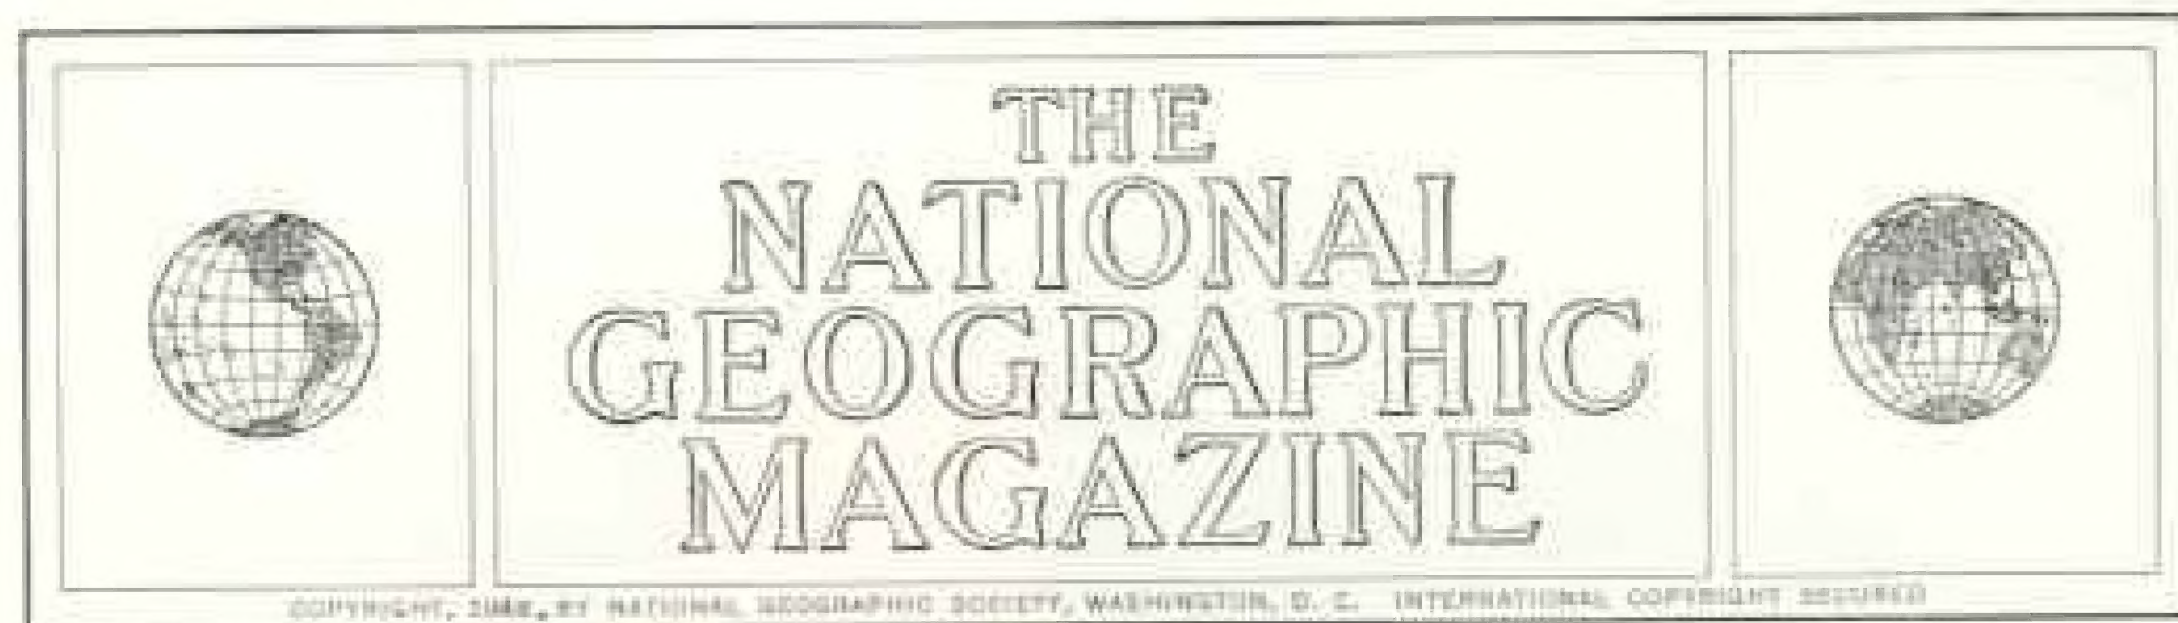 THE
NATIONAL
GEOGRAPHIC
MAGAZINE
COPYRIGHT, BY NATIONAL GEOGRAPHIC SOCIETY, WASHINGTON, D. C. INTERNATIONAL COPYRIGHT SECURED